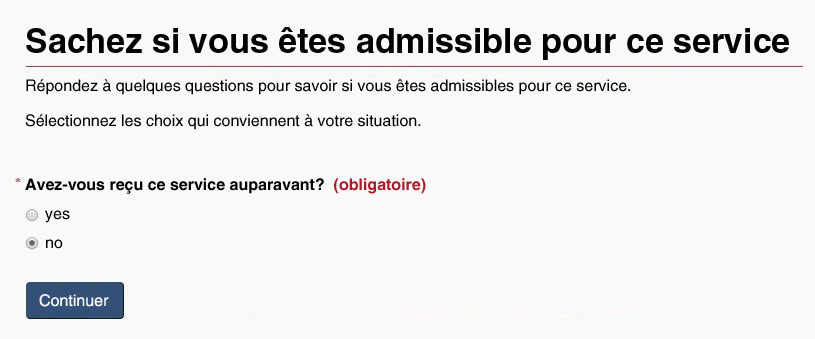 Sachez si vous êtes admissible pour ce service
Répondez à quelques questions pour savoir si vous êtes admissibles pour ce service.
Sélectionnez les choix qui conviennent à votre situation.
* Avez-vous reçu ce service auparavant? (obligatoire)
yes
no
Continuer